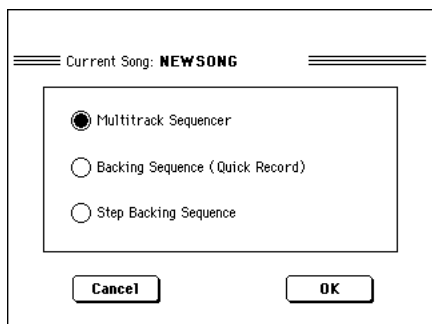 Current Song: NEWSONG
Multitrack Sequencer
Backing Sequence (Quick Record)
Step Backing Sequence
Cancel OK